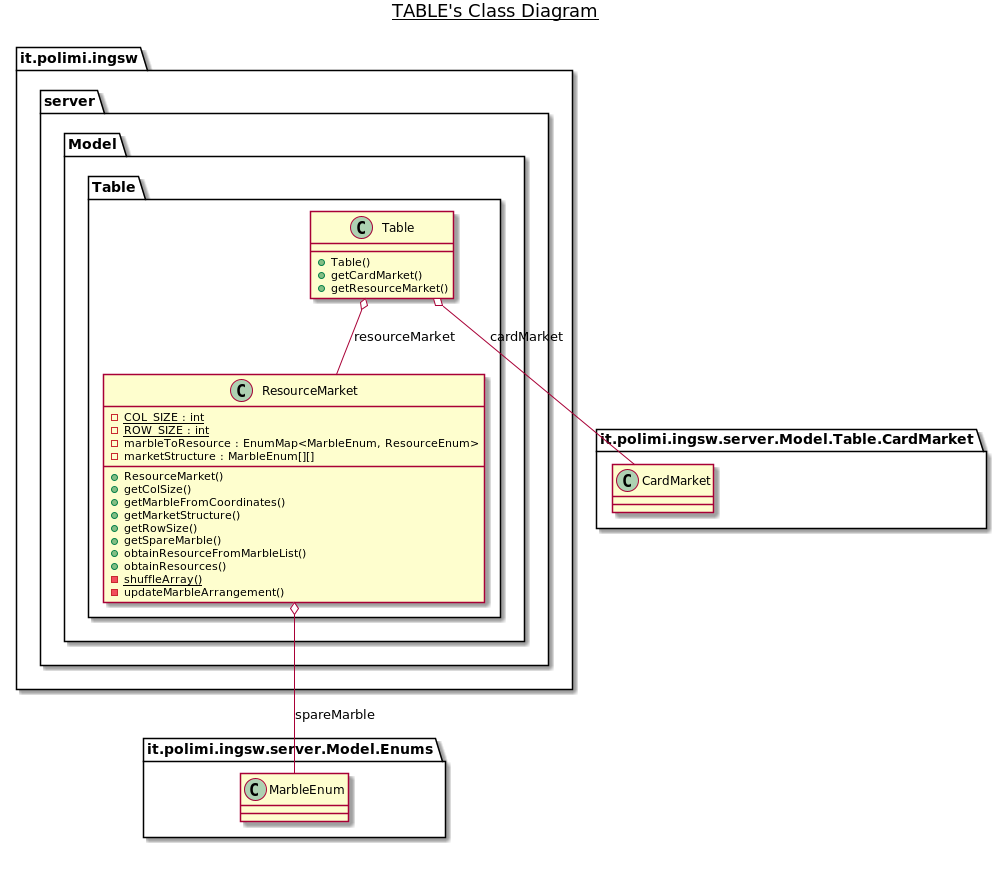 TABLE's Class Diagram
it.polimi.ingsw
server
Model
Table
C Table
Table()
getCardMarket()
getResourceMarket()
resourceMarket
cardMarket
C ResourceMarket
COL_SIZE : int
ROW_SIZE : int
marbleToResource : EnumMap<MarbleEnum, ResourceEnum>
marketStructure : MarbleEnum[][]
ResourceMarket()
getColSize()
getMarbleFromCoordinates()
getMarketStructure()
getRowSize()
getSpareMarble()
obtainResourceFromMarbleList()
obtainResources()
shuffleArray()
updateMarbleArrangement()
it.polimi.ingsw.server.Model.Table.CardMarket
C CardMarket
spareMarble
it.polimi.ingsw.server.Model.Enums
C MarbleEnum